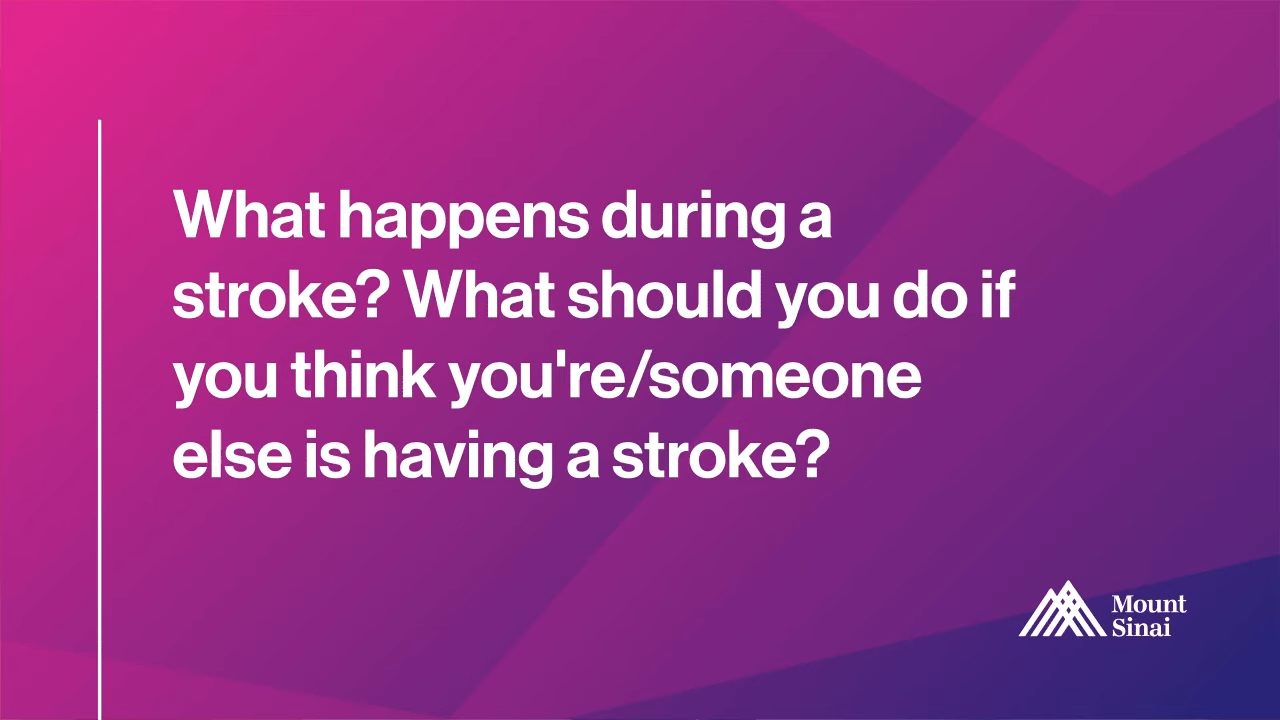 What happens during a
stroke? What should you do if
you think you're/someone
else is having a stroke?
Mount
Sinai